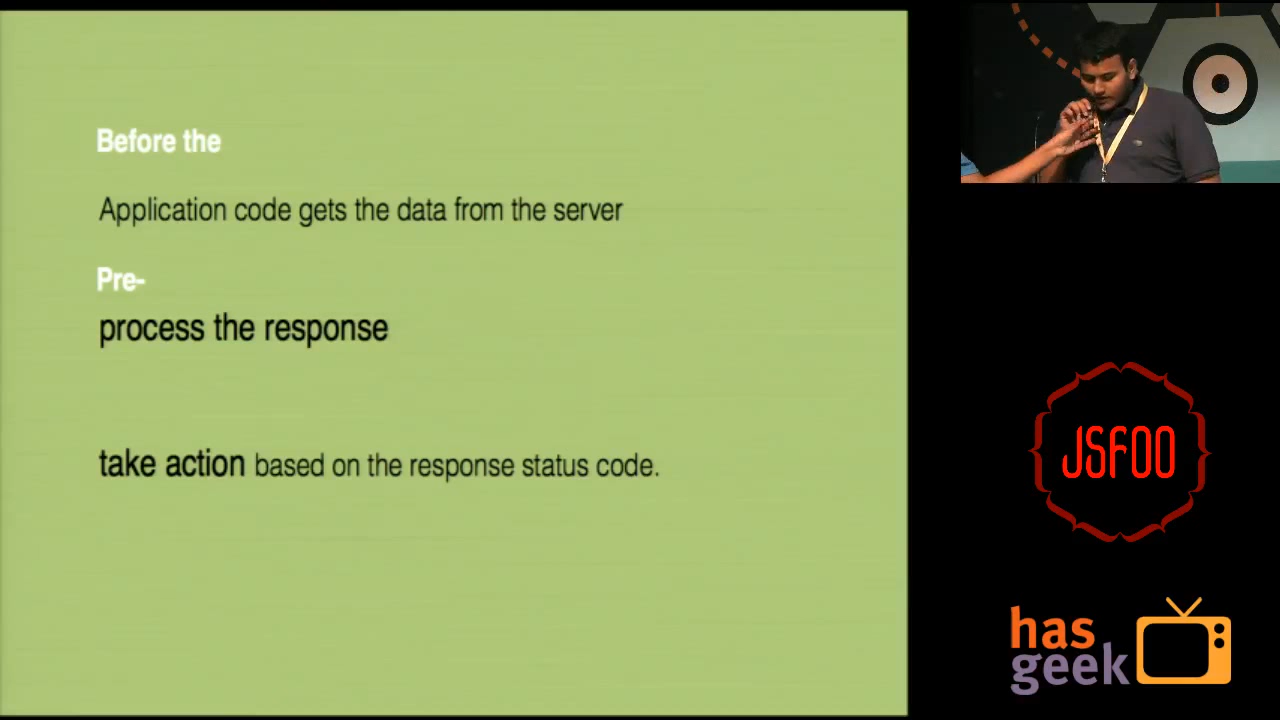 Before the
Application code gets the data from the server
Pre-
process the response
take action based on the response status code.
JSFOO
has
geek